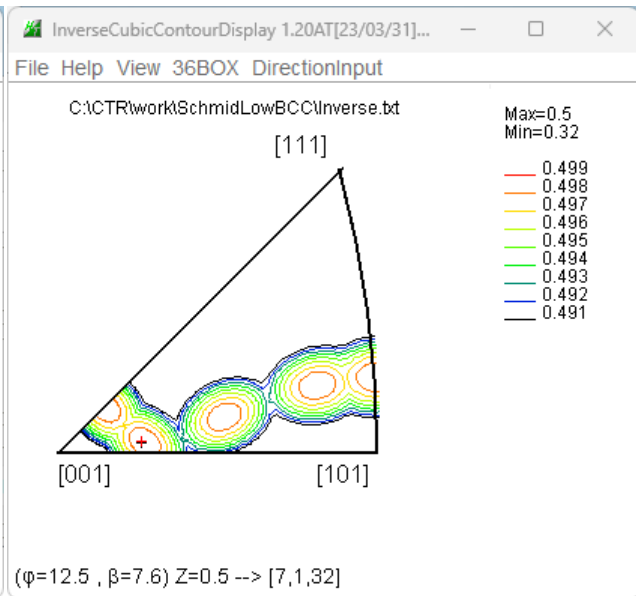 InverseCubicContourDisplay 1.20AT[23/03/31]...
File Help View 36BOX DirectionInput
C:\CTR\work\SchmidLowBCC\Inverse.txt
Max=0.5
Min=0.32
[111]
0.499
0.498
0.497
0.496
0.495
0.494
0.493
0.492
0.491
[001]
[101]
(φ=12.5 , β=7.6) Z=0.5 --> [7,1,32]